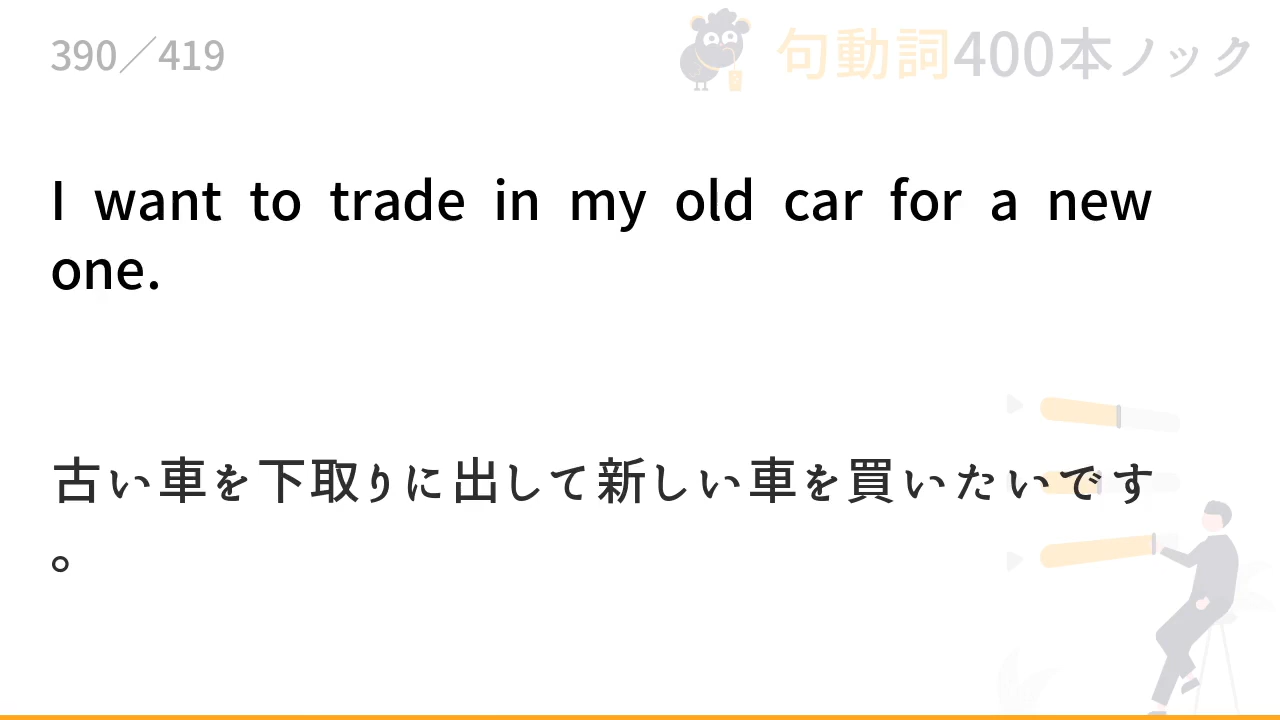 390／419
句動詞400本ノック
I want to trade in my old car for a new
one.
古い車を下取りに出して新しい車を買いたいです
。